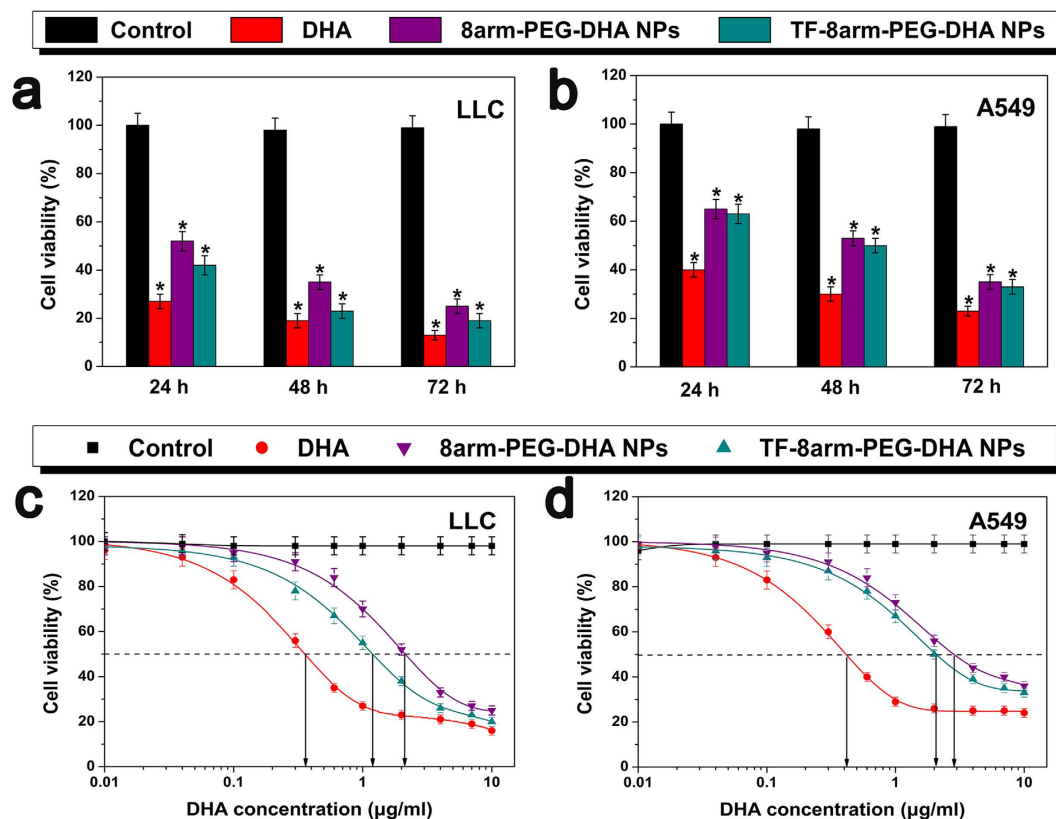 Control DHA 8arm-PEG-DHA NPs TF-8arm-PEG-DHA NPs
a
LLC
Cell viability (%)
120
100
80
60
40
20
0
* * *
* * *
* * *
24 h 48 h 72 h
b
A549
Cell viability (%)
120
100
80
60
40
20
0
* * *
* * *
* * *
24 h 48 h 72 h
Control DHA 8arm-PEG-DHA NPs TF-8arm-PEG-DHA NPs
c
LLC
Cell viability (%)
120
100
80
60
40
20
0
0.01 0.1 1 10
DHA concentration (μg/ml)
d
A549
Cell viability (%)
120
100
80
60
40
20
0
0.01 0.1 1 10
DHA concentration (μg/ml)